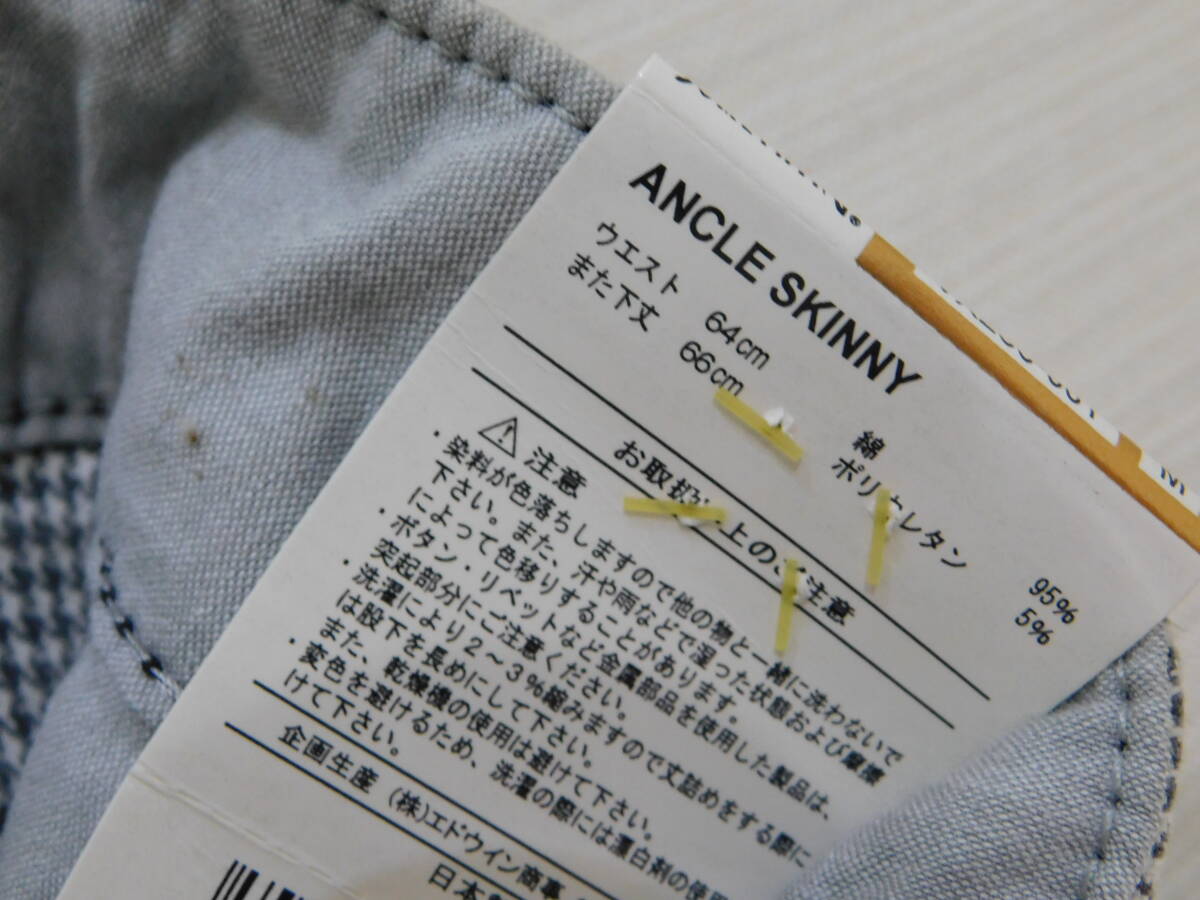 ANCLE SKINNY
ウエスト 64cm
また下丈 66cm
綿 95%
ポリウレタン 5%
お取扱い上のご注意
⚠注意
・染料が色落ちしますので他の物と一緒に洗わないで
下さい。また、汗や雨などで湿った状態および摩擦
によって色移りすることがあります。
・ボタン・リベットなど金属部品を使用した製品は、
突起部分にご注意ください。
・洗濯により2～3%縮みますので丈詰めをする際に
は股下を長めにして下さい。
また、乾燥機の使用は避けて下さい。
・変色を避けるため、洗濯の際には漂白剤の使用
けて下さい。
企画生産 (株)エドウイン商事
日本
M